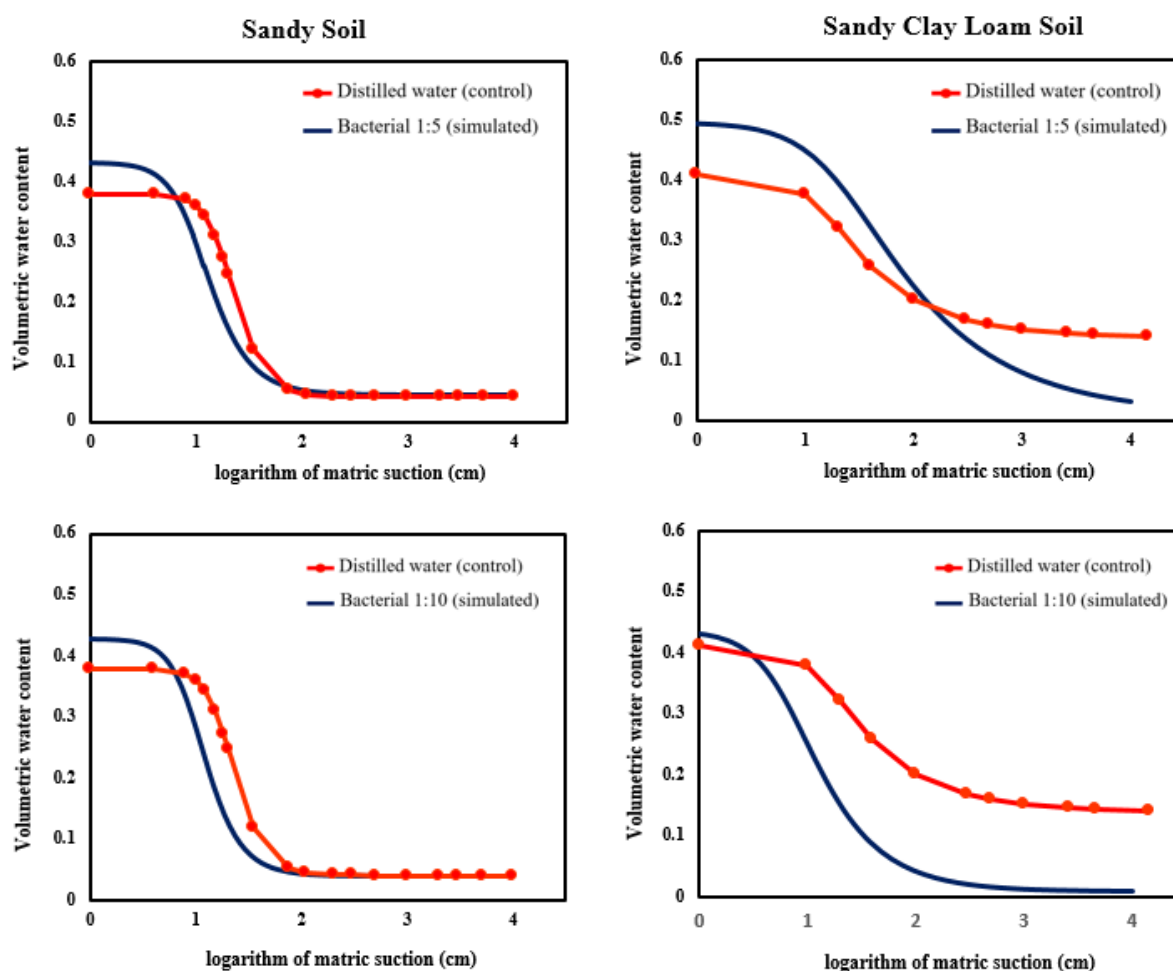 Sandy Soil
0.6
0.5
0.4
0.3
0.2
0.1
0
Volumetric water content
Distilled water (control)
Bacterial 1:5 (simulated)
0 1 2 3 4
logarithm of matric suction (cm)
Sandy Clay Loam Soil
0.6
0.5
0.4
0.3
0.2
0.1
0
Volumetric water content
Distilled water (control)
Bacterial 1:5 (simulated)
0 1 2 3 4
logarithm of matric suction (cm)
0.6
0.5
0.4
0.3
0.2
0.1
0
Volumetric water content
Distilled water (control)
Bacterial 1:10 (simulated)
0 1 2 3 4
logarithm of matric suction (cm)
0.6
0.5
0.4
0.3
0.2
0.1
0
Volumetric water content
Distilled water (control)
Bacterial 1:10 (simulated)
0 1 2 3 4
logarithm of matric suction (cm)